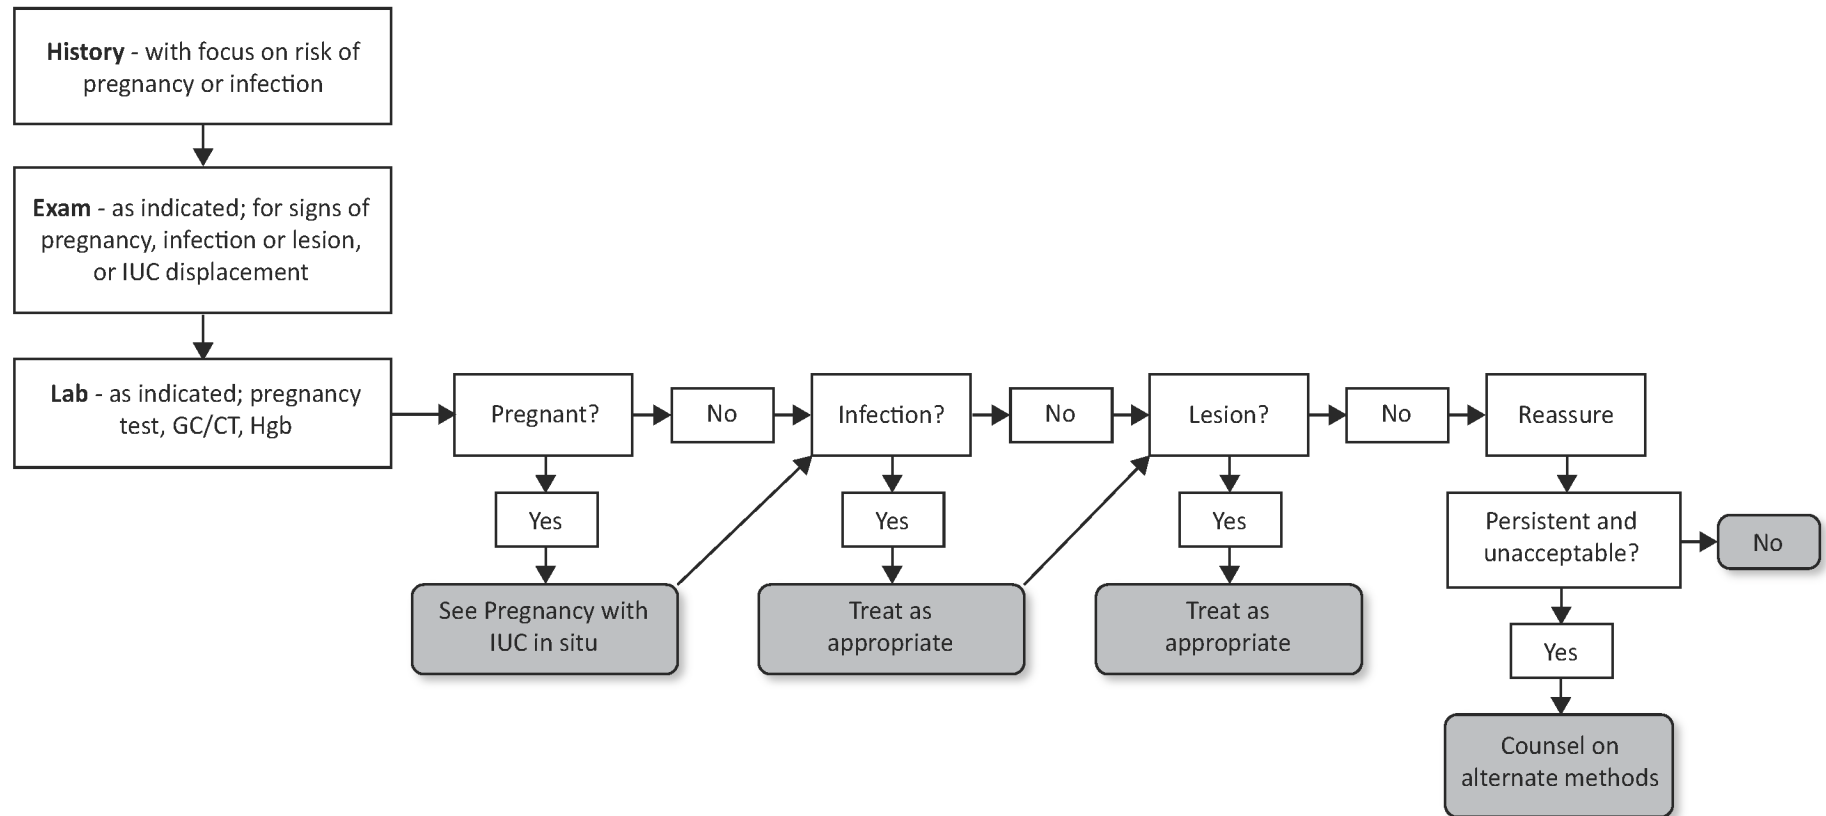 History - with focus on risk of
pregnancy or infection
Exam - as indicated; for signs of
pregnancy, infection or lesion,
or IUC displacement
Lab - as indicated; pregnancy
test, GC/CT, Hgb
Pregnant?
No
Infection?
No
Lesion?
No
Reassure
Yes
Yes
Yes
Persistent and
unacceptable?
No
See Pregnancy with
IUC in situ
Treat as
appropriate
Treat as
appropriate
Yes
Counsel on
alternate methods